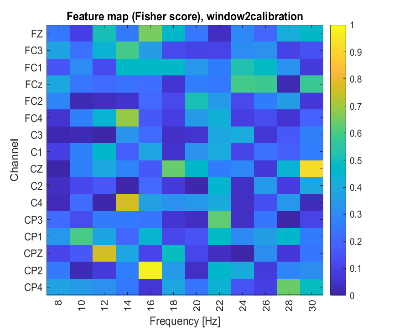 Feature map (Fisher score), window2calibration
FZ
FC3
FC1
FCz
FC2
FC4
C3
C1
CZ
C2
C4
CP3
CP1
CPZ
CP2
CP4
Channel
8 10 12 14 16 18 20 22 24 26 28 30
Frequency [Hz]
1
0.9
0.8
0.7
0.6
0.5
0.4
0.3
0.2
0.1
0